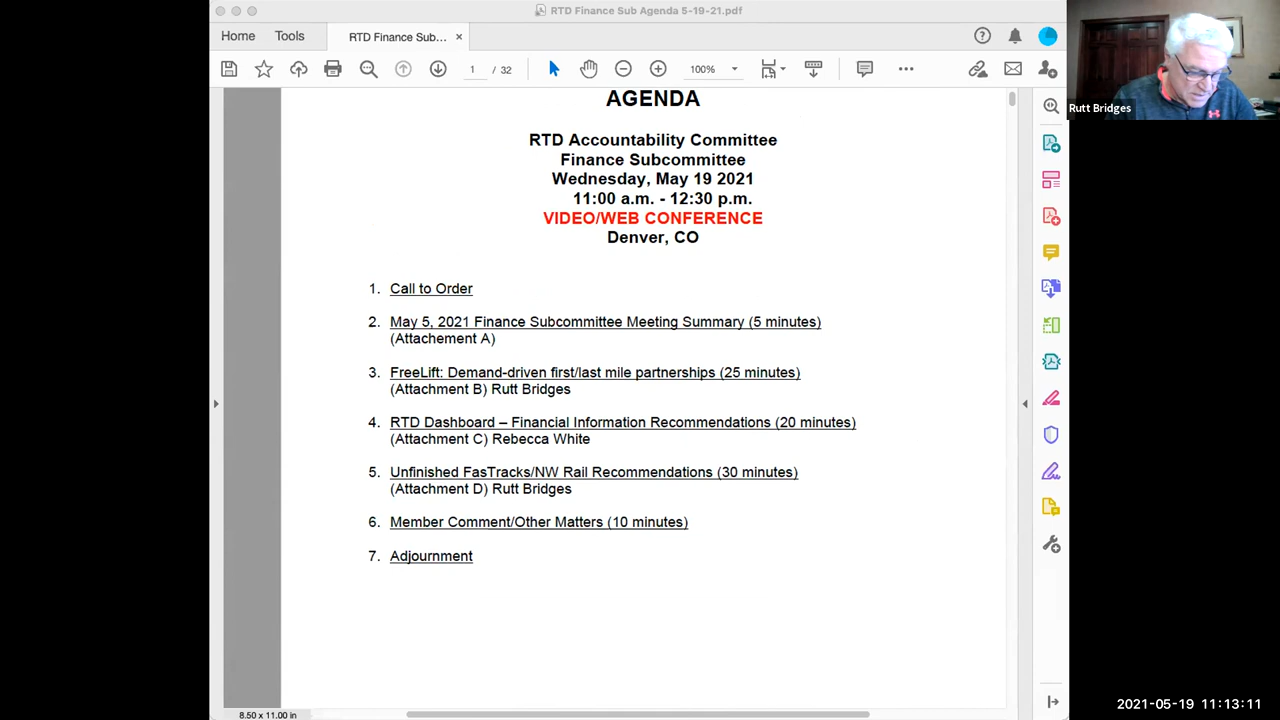 RTD Finance Sub Agenda 5-19-21.pdf
Home Tools RTD Finance Sub... ×
1 / 32 100%
Rutt Bridges
AGENDA
RTD Accountability Committee
Finance Subcommittee
Wednesday, May 19 2021
11:00 a.m. - 12:30 p.m.
VIDEO/WEB CONFERENCE
Denver, CO
1. Call to Order
2. May 5, 2021 Finance Subcommittee Meeting Summary (5 minutes)
(Attachement A)
3. FreeLift: Demand-driven first/last mile partnerships (25 minutes)
(Attachment B) Rutt Bridges
4. RTD Dashboard – Financial Information Recommendations (20 minutes)
(Attachment C) Rebecca White
5. Unfinished FasTracks/NW Rail Recommendations (30 minutes)
(Attachment D) Rutt Bridges
6. Member Comment/Other Matters (10 minutes)
7. Adjournment
8.50 x 11.00 in
2021-05-19 11:13:11